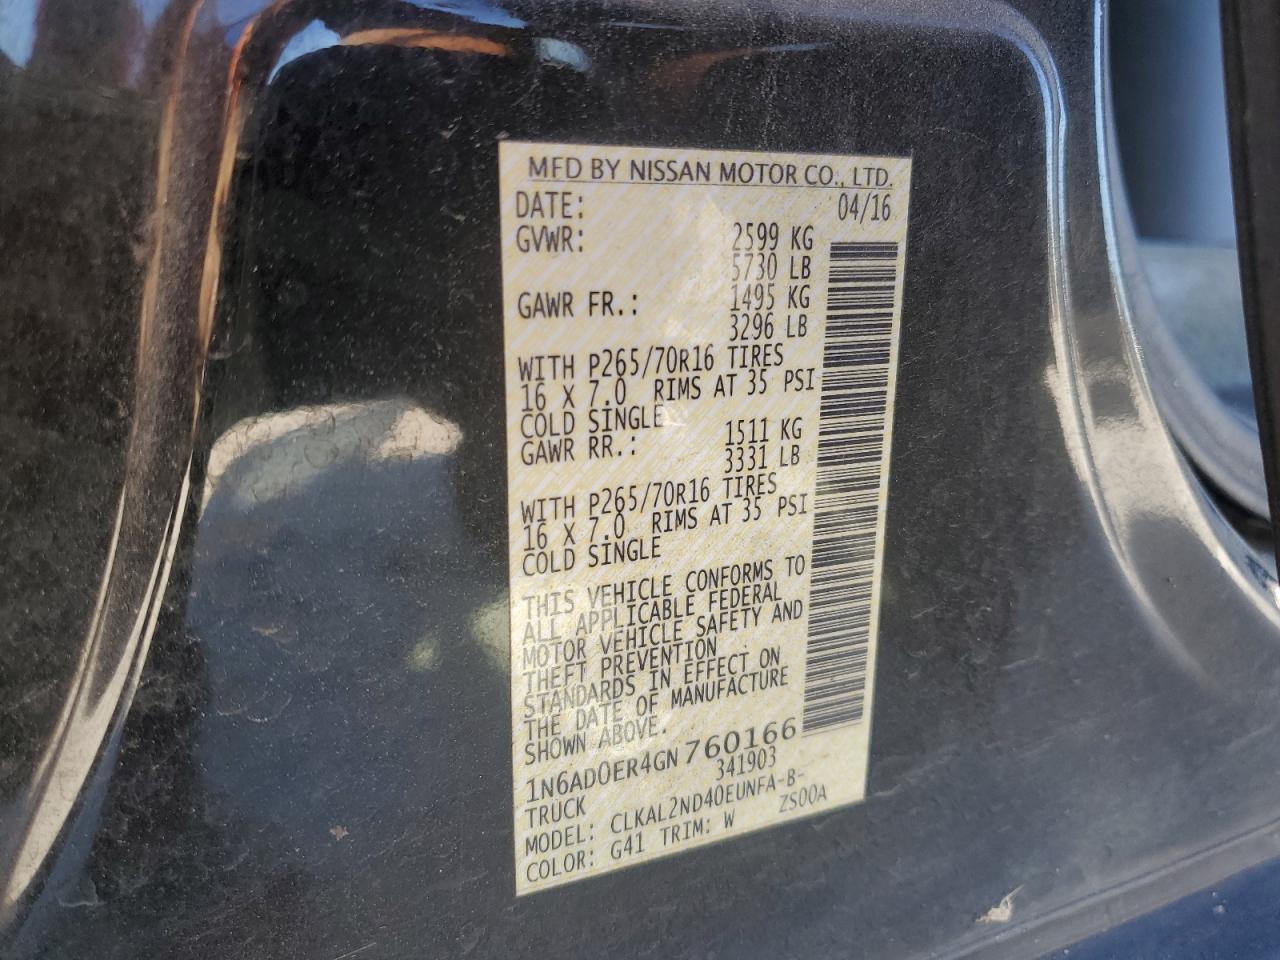 MFD BY NISSAN MOTOR CO., LTD.
DATE: 04/16
GVWR: 2599 KG
5730 LB
GAWR FR.: 1495 KG
3296 LB
WITH P265/70R16 TIRES
16 X 7.0 RIMS AT 35 PSI
COLD SINGLE
GAWR RR.: 1511 KG
3331 LB
WITH P265/70R16 TIRES
16 X 7.0 RIMS AT 35 PSI
COLD SINGLE
THIS VEHICLE CONFORMS TO
ALL APPLICABLE FEDERAL
MOTOR VEHICLE SAFETY AND
THEFT PREVENTION
STANDARDS IN EFFECT ON
THE DATE OF MANUFACTURE
SHOWN ABOVE.
1N6AD0ER4GN760166
TRUCK 341903
MODEL: CLKAL2ND40EUNFA-B-
ZS00A
COLOR: G41 TRIM: W